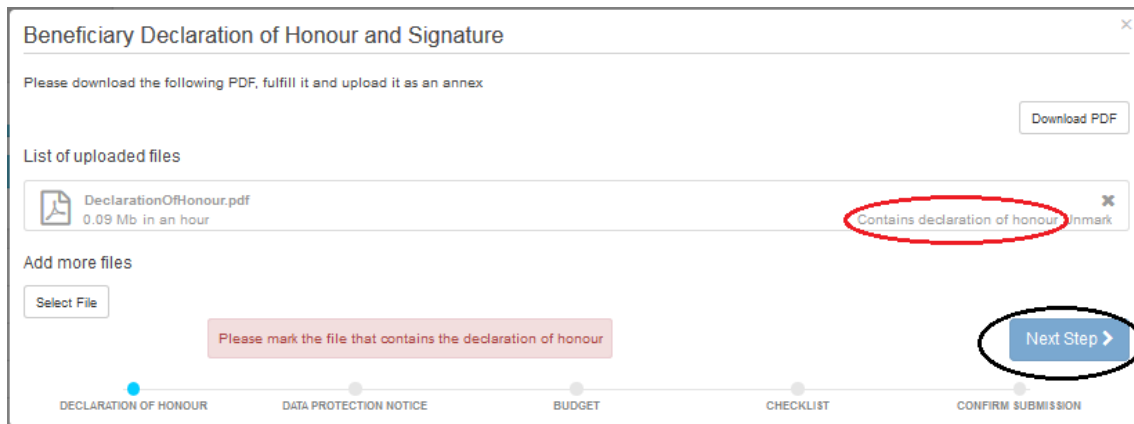 Beneficiary Declaration of Honour and Signature
×
Please download the following PDF, fulfill it and upload it as an annex
Download PDF
List of uploaded files
DeclarationOfHonour.pdf
0.09 Mb in an hour
Contains declaration of honour Unmark
Add more files
Select File
Please mark the file that contains the declaration of honour
Next Step
DECLARATION OF HONOUR DATA PROTECTION NOTICE BUDGET CHECKLIST CONFIRM SUBMISSION